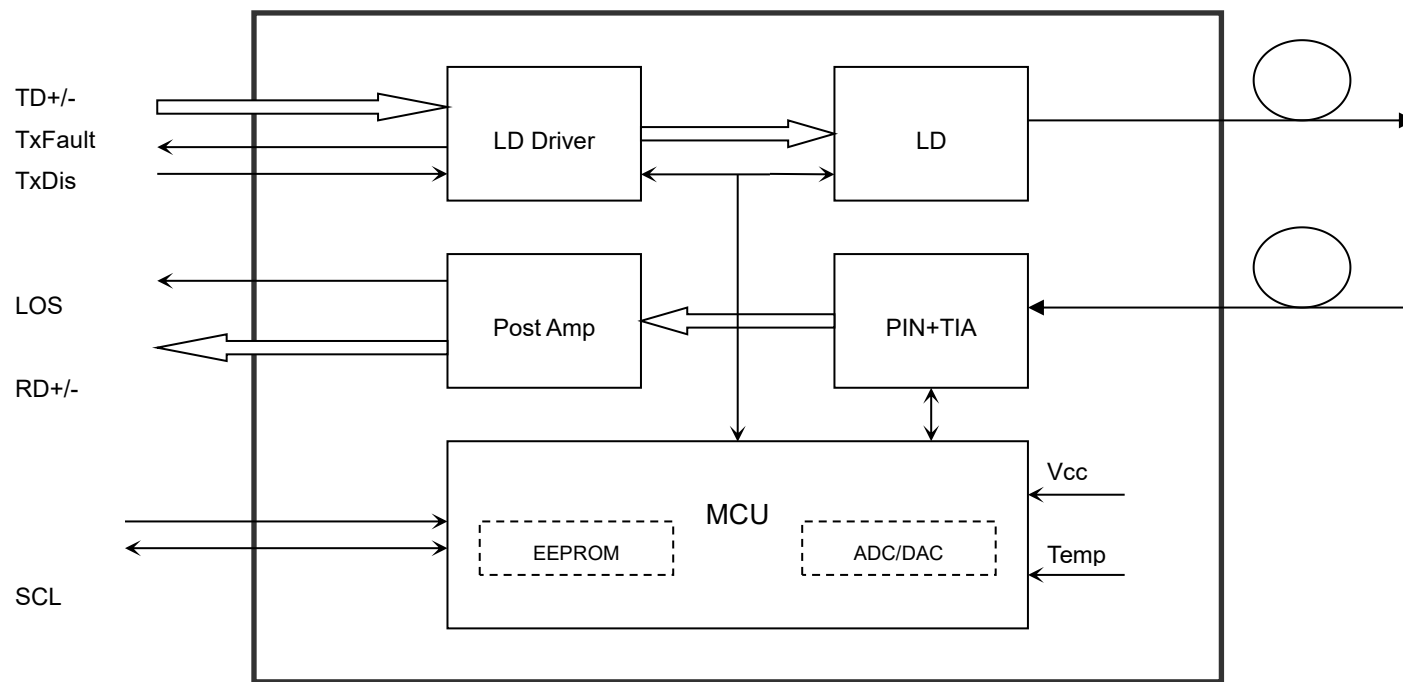 TD+/-
LD Driver
LD
TxFault
TxDis
LOS
Post Amp
PIN+TIA
RD+/-
Vcc
MCU
EEPROM
ADC/DAC
Temp
SCL